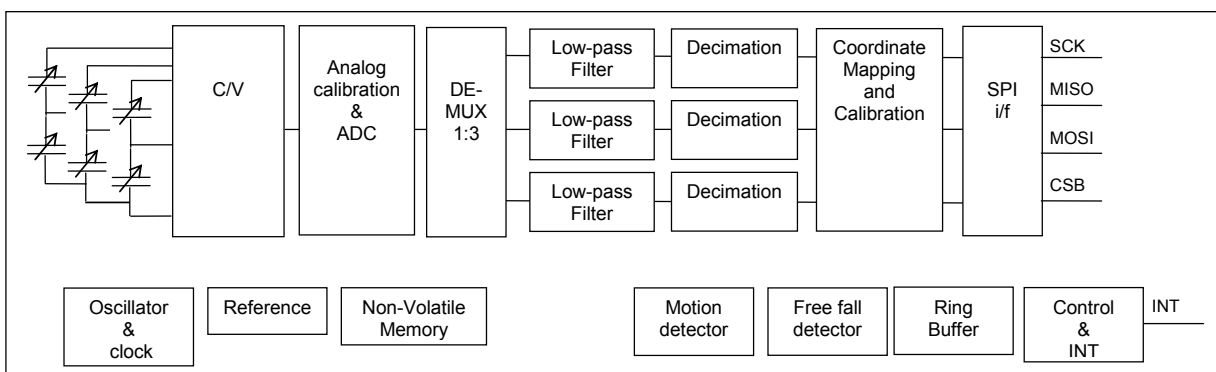 C/V
Analog
calibration
&
ADC
DE-
MUX
1:3
Low-pass
Filter
Decimation
Low-pass
Filter
Decimation
Low-pass
Filter
Decimation
Coordinate
Mapping
and
Calibration
SPI
i/f
SCK
MISO
MOSI
CSB
Oscillator
&
clock
Reference
Non-Volatile
Memory
Motion
detector
Free fall
detector
Ring
Buffer
Control
&
INT
INT